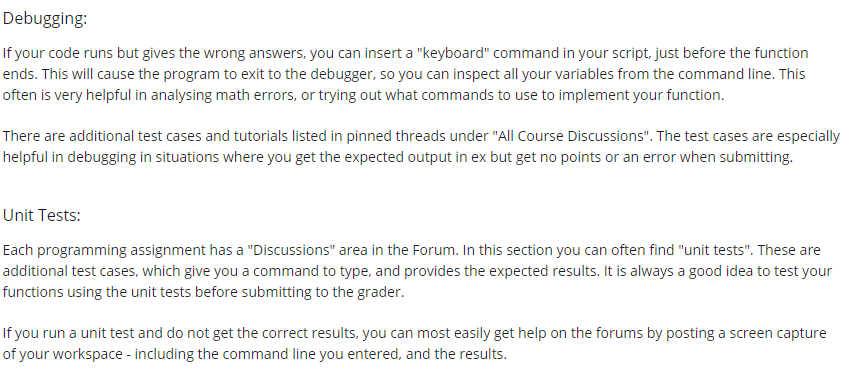 Debugging:
If your code runs but gives the wrong answers, you can insert a "keyboard" command in your script, just before the function
ends. This will cause the program to exit to the debugger, so you can inspect all your variables from the command line. This
often is very helpful in analysing math errors, or trying out what commands to use to implement your function.
There are additional test cases and tutorials listed in pinned threads under "All Course Discussions". The test cases are especially
helpful in debugging in situations where you get the expected output in ex but get no points or an error when submitting.
Unit Tests:
Each programming assignment has a "Discussions" area in the Forum. In this section you can often find "unit tests". These are
additional test cases, which give you a command to type, and provides the expected results. It is always a good idea to test your
functions using the unit tests before submitting to the grader.
If you run a unit test and do not get the correct results, you can most easily get help on the forums by posting a screen capture
of your workspace - including the command line you entered, and the results.